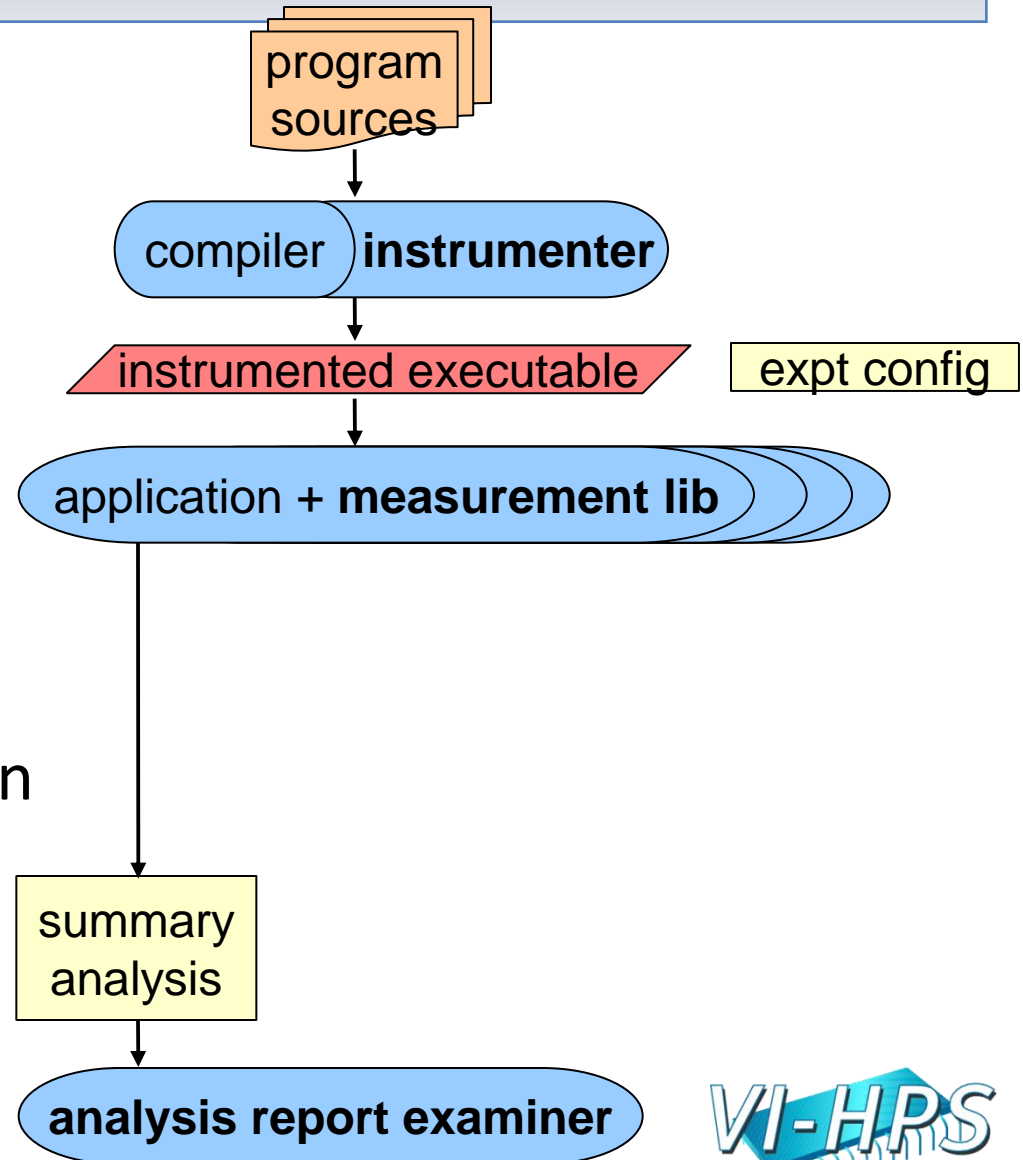 program
sources
compiler
instrumenter
instrumented executable
expt config
application + measurement lib
n
summary
analysis
analysis report examiner
VI-HPS